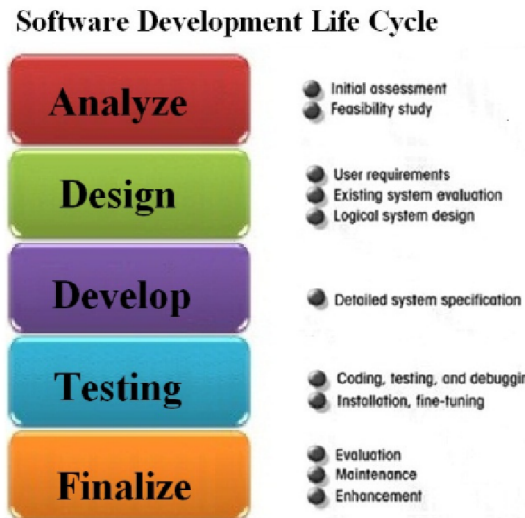 Software Development Life Cycle
Analyze
Initial assessment
Feasibility study
Design
User requirements
Existing system evaluation
Logical system design
Develop
Detailed system specification
Testing
Coding, testing, and debuggin
Installation, fine-tuning
Finalize
Evaluation
Maintenance
Enhancement